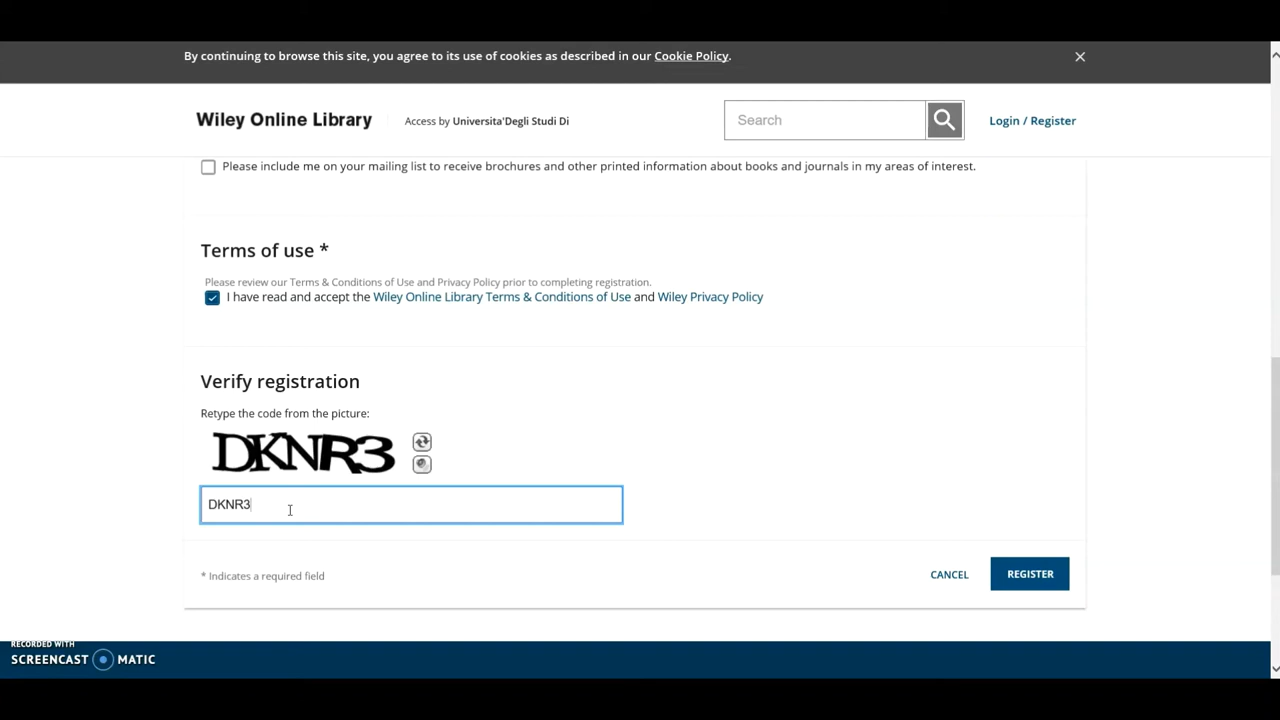 By continuing to browse this site, you agree to its use of cookies as described in our Cookie Policy.
Wiley Online Library
Access by Universita'Degli Studi Di
Search
Login / Register
Please include me on your mailing list to receive brochures and other printed information about books and journals in my areas of interest.
Terms of use *
Please review our Terms & Conditions of Use and Privacy Policy prior to completing registration.
I have read and accept the Wiley Online Library Terms & Conditions of Use and Wiley Privacy Policy
Verify registration
Retype the code from the picture:
DKNR3
DKNR3
* Indicates a required field
CANCEL
REGISTER
RECORDED WITH
SCREENCAST MATIC